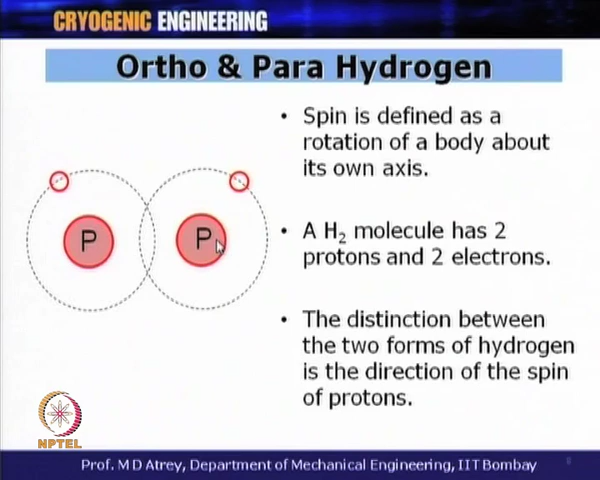 CRYOGENIC ENGINEERING
Ortho & Para Hydrogen
P
P
• Spin is defined as a
rotation of a body about
its own axis.
• A H₂ molecule has 2
protons and 2 electrons.
• The distinction between
the two forms of hydrogen
is the direction of the spin
of protons.
NPTEL
Prof. M D Atrey, Department of Mechanical Engineering, IIT Bombay